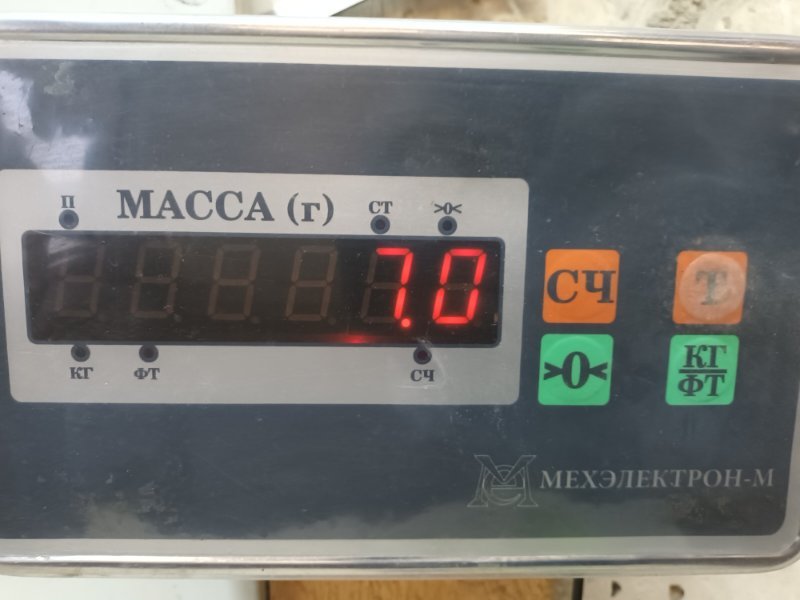 П МАССА (г) СТ >0<
7.0
КГ ФТ СЧ
СЧ Т
>0< КГ/ФТ
МЕХЭЛЕКТРОН-М